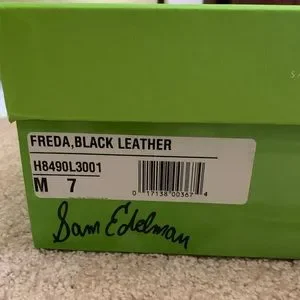 FREDA,BLACK LEATHER
H8490L3001
M 7
0 17138 00367 4
Sam Edelman